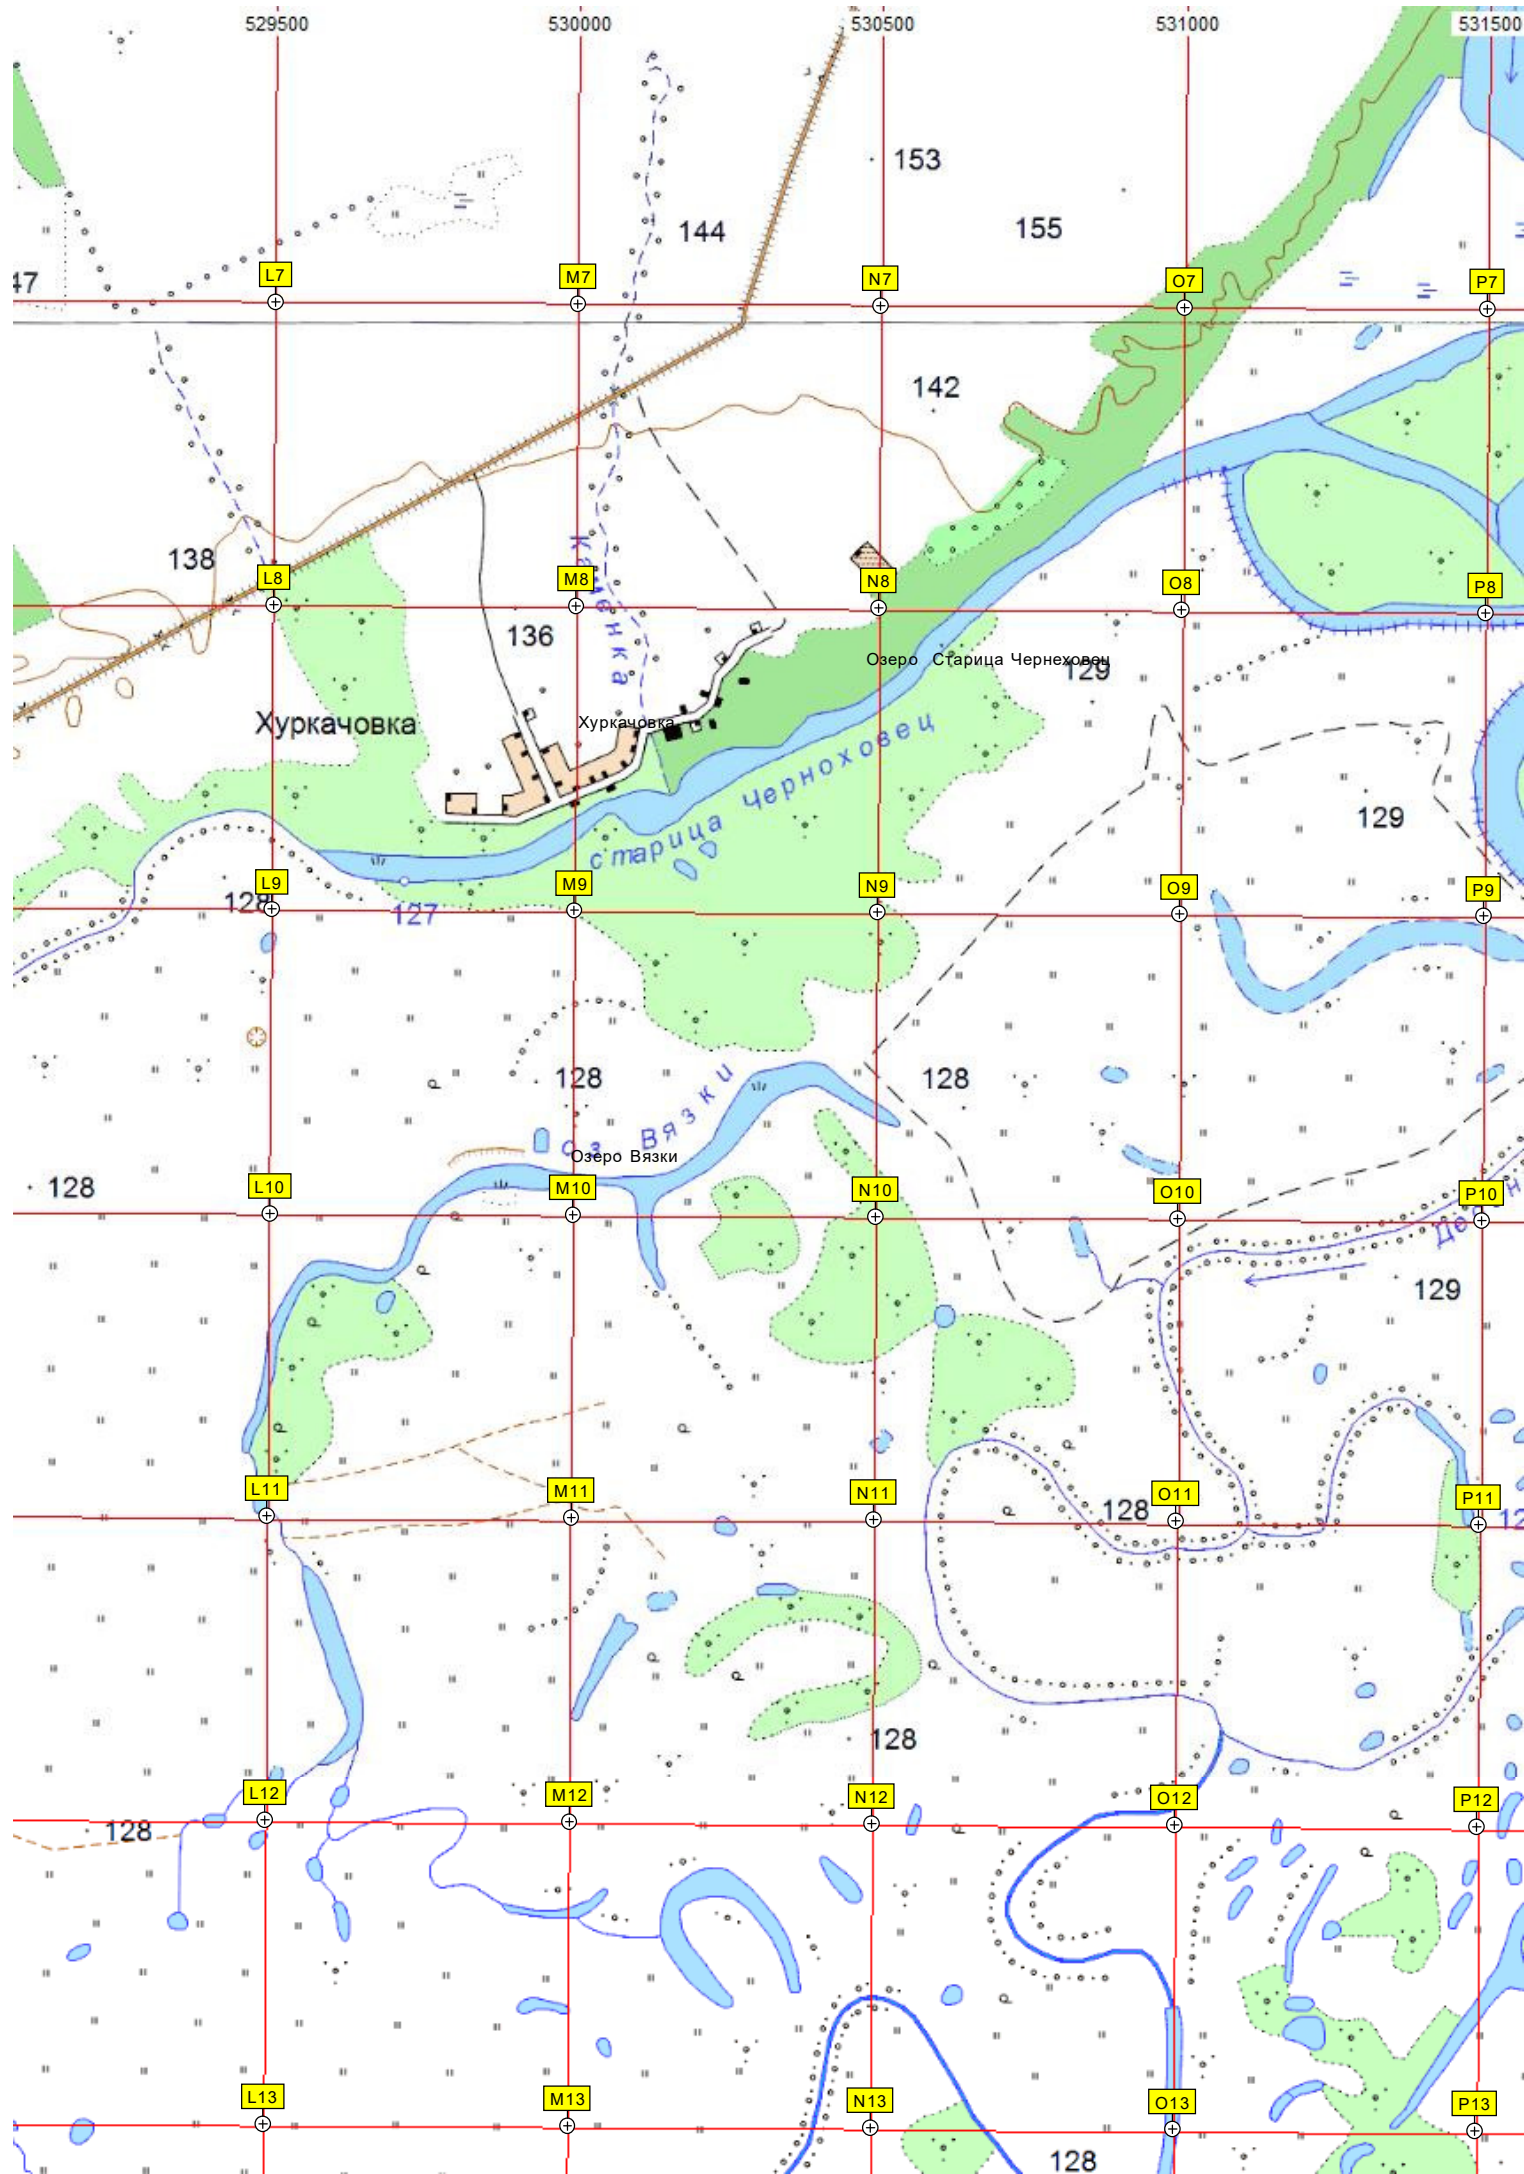 529500 530000 530500 531000 531500
153
144 155
47
L7 M7 N7 O7 P7
142
138
Каменка
L8 M8 N8 O8 P8
136
Озеро Старица Чернеховец
129
Хуркачовка Хуркачовка
старица Черноховец
129
L9 M9 N9 O9 P9
128
127
128 128
оз Вязки
Озеро Вязки
128
L10 M10 N10 O10 P10
129
L11 M11 N11 O11 P11
128
128
L12 M12 N12 O12 P12
128
L13 M13 N13 O13 P13
128